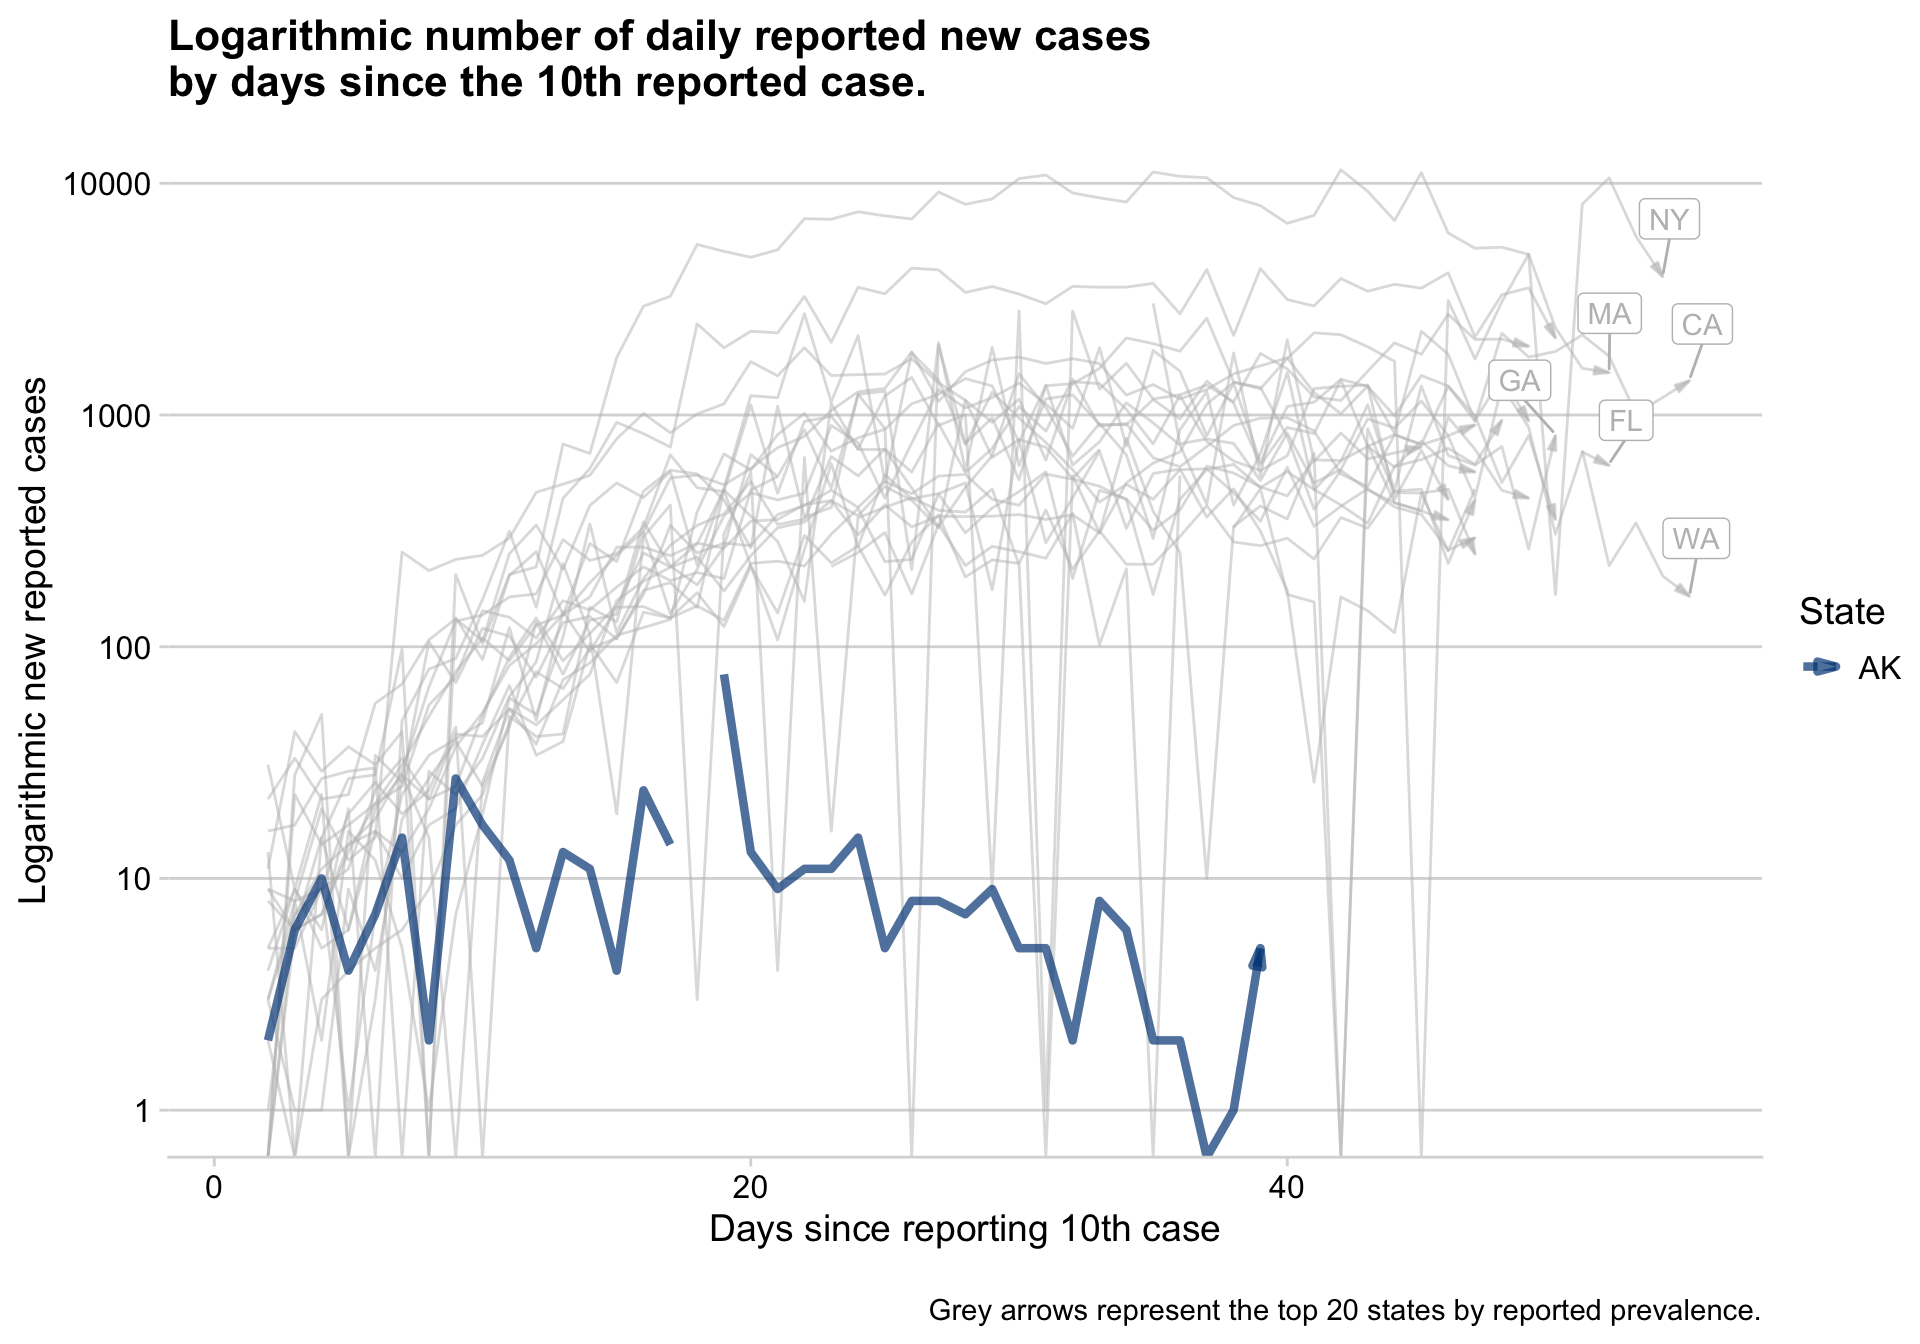 Logarithmic number of daily reported new cases
by days since the 10th reported case.
Logarithmic new reported cases
10000
1000
100
10
1
NY
MA
CA
GA
FL
WA
State
AK
0
20
40
Days since reporting 10th case
Grey arrows represent the top 20 states by reported prevalence.